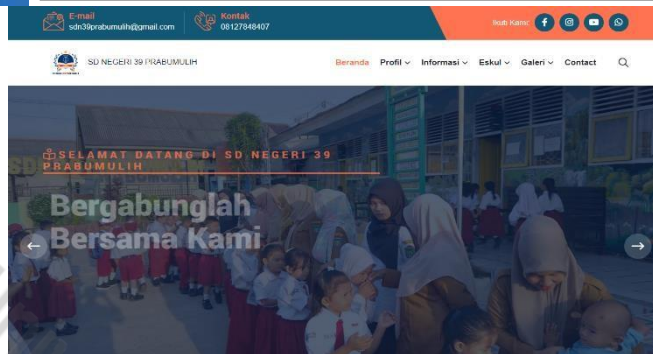 E-mail
sdn39prabumulih@gmail.com
Kontak
08127848407
Ikuti Kami:
SD NEGERI 39 PRABUMULIH
Beranda Profil Informasi Eskul Galeri Contact
SELAMAT DATANG DI SD NEGERI 39
PRABUMULIH
Bergabunglah
Bersama Kami